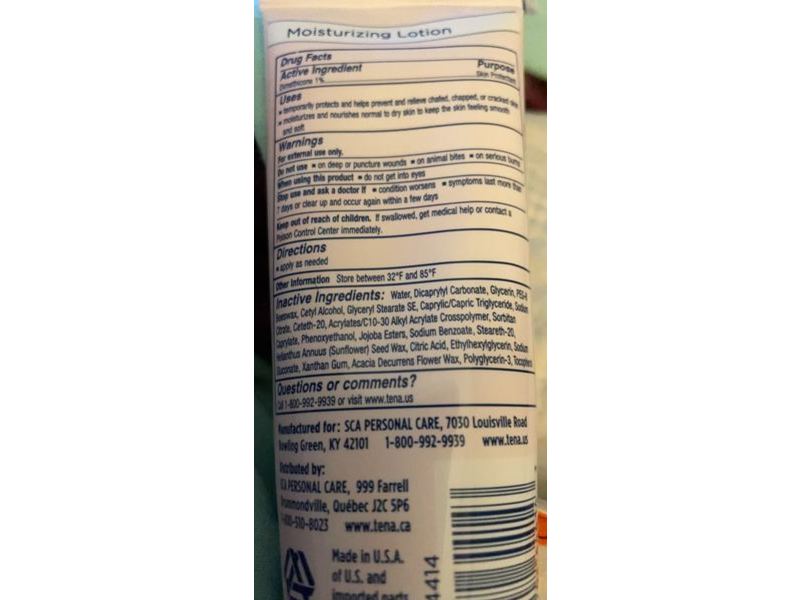 Moisturizing Lotion
Drug Facts
Active Ingredient Purpose
Dimethicone 1% Skin Protectant
Uses
▪ temporarily protects and helps prevent and relieve chafed, chapped, or cracked skin
▪ moisturizes and nourishes normal to dry skin to keep the skin feeling smooth
and soft
Warnings
For external use only.
Do not use ▪ on deep or puncture wounds ▪ on animal bites ▪ on serious burns
When using this product ▪ do not get into eyes
Stop use and ask a doctor if ▪ condition worsens ▪ symptoms last more than
7 days or clear up and occur again within a few days
Keep out of reach of children. If swallowed, get medical help or contact a
Poison Control Center immediately.
Directions
▪ apply as needed
Other Information Store between 32°F and 85°F
Inactive Ingredients: Water, Dicaprylyl Carbonate, Glycerin, PEG-8
Beeswax, Cetyl Alcohol, Glyceryl Stearate SE, Caprylic/Capric Triglyceride, Sodium
Citrate, Ceteth-20, Acrylates/C10-30 Alkyl Acrylate Crosspolymer, Sorbitan
Caprylate, Phenoxyethanol, Jojoba Esters, Sodium Benzoate, Steareth-20,
Helianthus Annuus (Sunflower) Seed Wax, Citric Acid, Ethylhexylglycerin, Sodium
Gluconate, Xanthan Gum, Acacia Decurrens Flower Wax, Polyglycerin-3, Tocopherol
Questions or comments?
Call 1-800-992-9939 or visit www.tena.us
Manufactured for: SCA PERSONAL CARE, 7030 Louisville Road
Bowling Green, KY 42101 1-800-992-9939 www.tena.us
Distributed by:
SCA PERSONAL CARE, 999 Farrell
Drummondville, Québec J2C 5P6
1-800-510-8023 www.tena.ca
Made in U.S.A.
of U.S. and
imported parts
4414